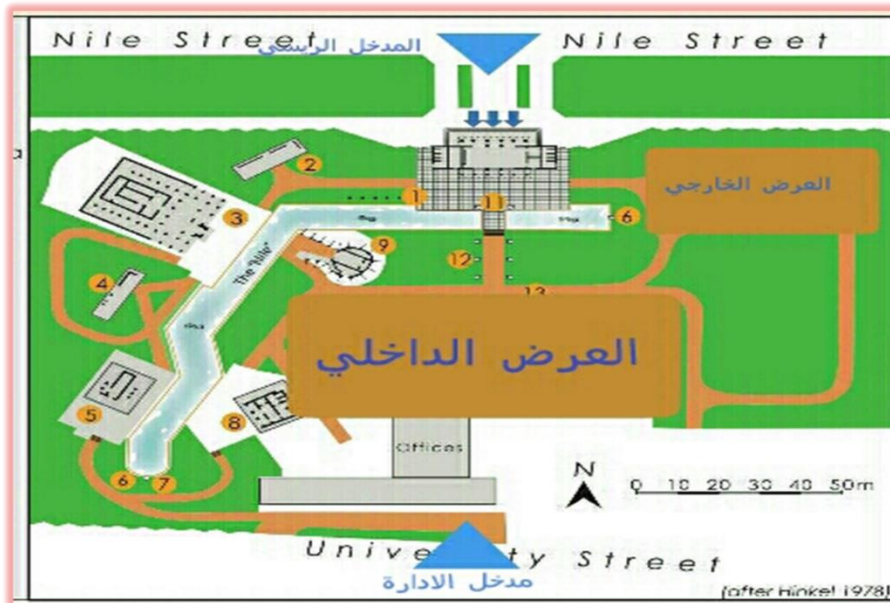 Nile Street
المدخل الريسي
Nile Street
2
1
11
العرض الخارجي
6
3
9
The "Nile"
12
4
13
العرض الداخلي
5
8
Offices
6
7
N
0 10 20 30 40 50m
University Street
مدخل الادارة
(after Hinkel 1978)